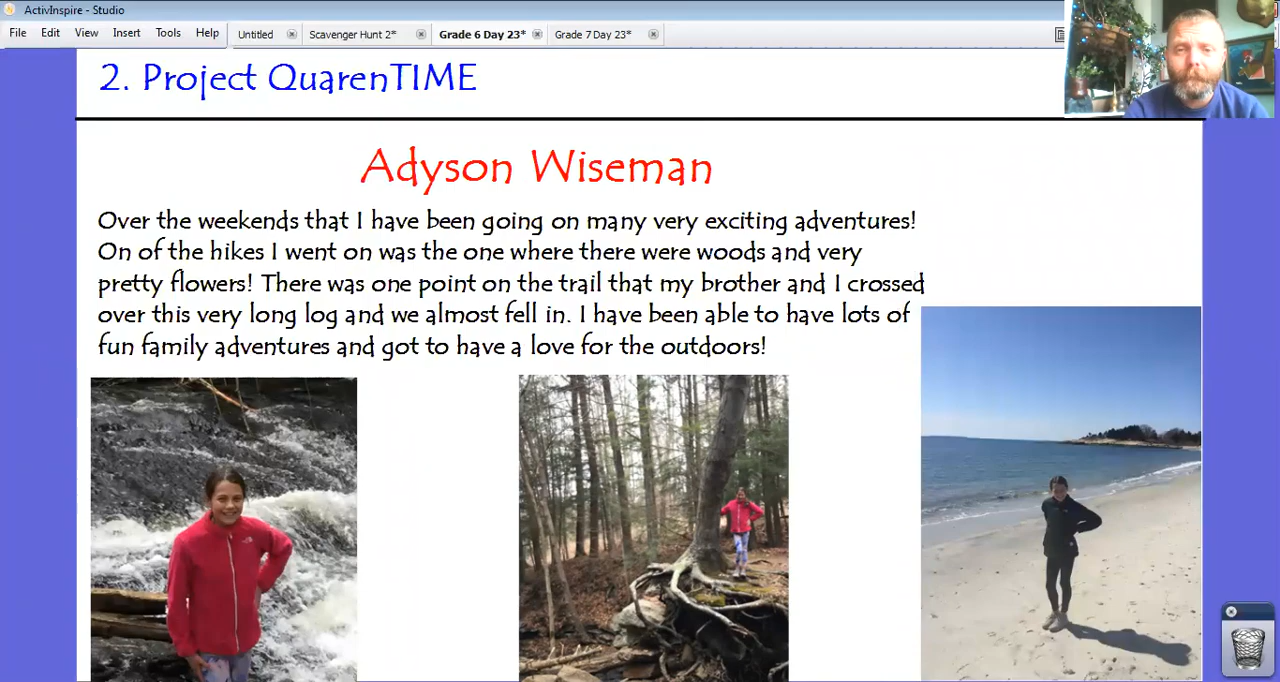 ActivInspire - Studio
File Edit View Insert Tools Help Untitled Scavenger Hunt 2* Grade 6 Day 23* Grade 7 Day 23*
2. Project QuarenTIME
Adyson Wiseman
Over the weekends that I have been going on many very exciting adventures!
On of the hikes I went on was the one where there were woods and very
pretty flowers! There was one point on the trail that my brother and I crossed
over this very long log and we almost fell in. I have been able to have lots of
fun family adventures and got to have a love for the outdoors!